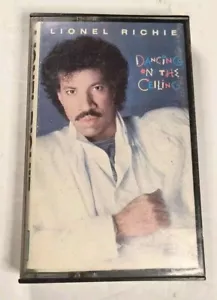 LIONEL RICHIE
DANCING
ON THE
CEILING